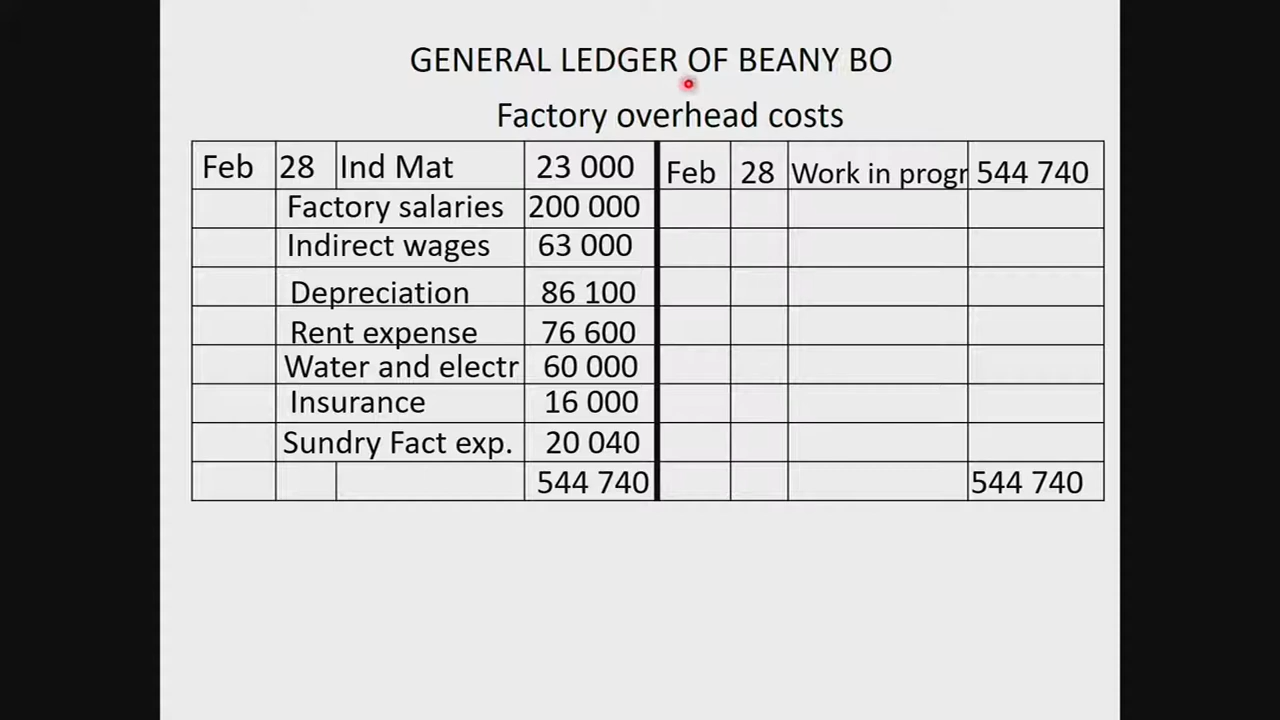 GENERAL LEDGER OF BEANY BO
Factory overhead costs
Feb 28 Ind Mat 23 000 Feb 28 Work in progr 544 740
Factory salaries 200 000
Indirect wages 63 000
Depreciation 86 100
Rent expense 76 600
Water and electr 60 000
Insurance 16 000
Sundry Fact exp. 20 040
544 740 544 740